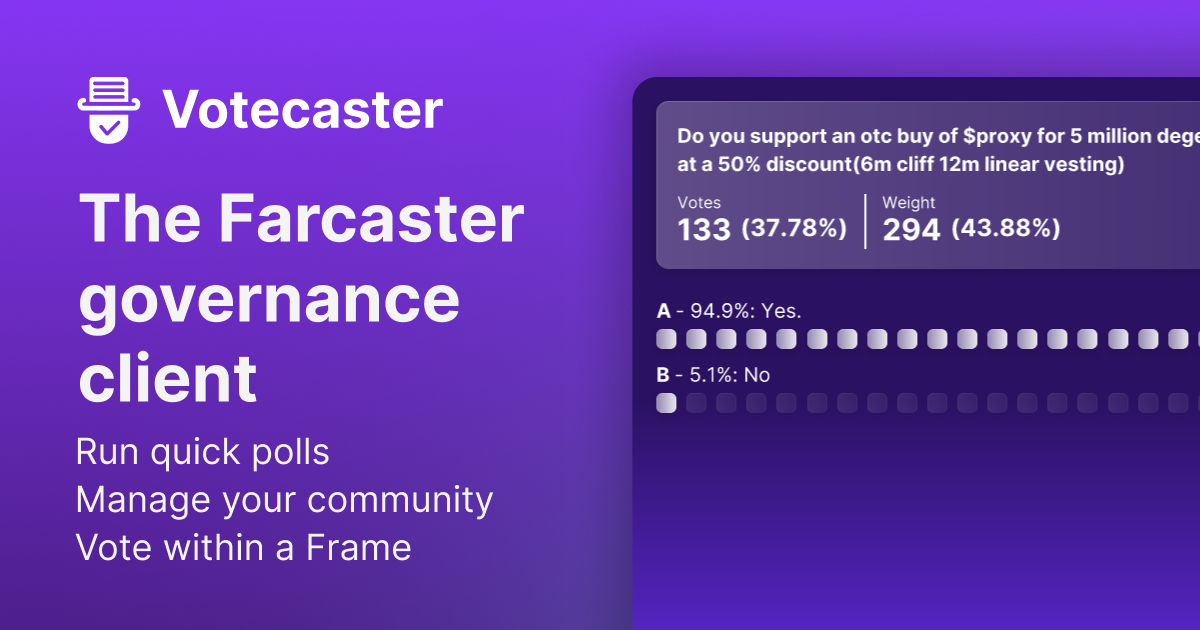 Votecaster
The Farcaster
governance
client
Run quick polls
Manage your community
Vote within a Frame
Do you support an otc buy of $proxy for 5 million
at a 50% discount(6m cliff 12m linear vesting)
Votes
133 (37.78%)
Weight
294 (43.88%)
A - 94.9%: Yes.
B - 5.1%: No